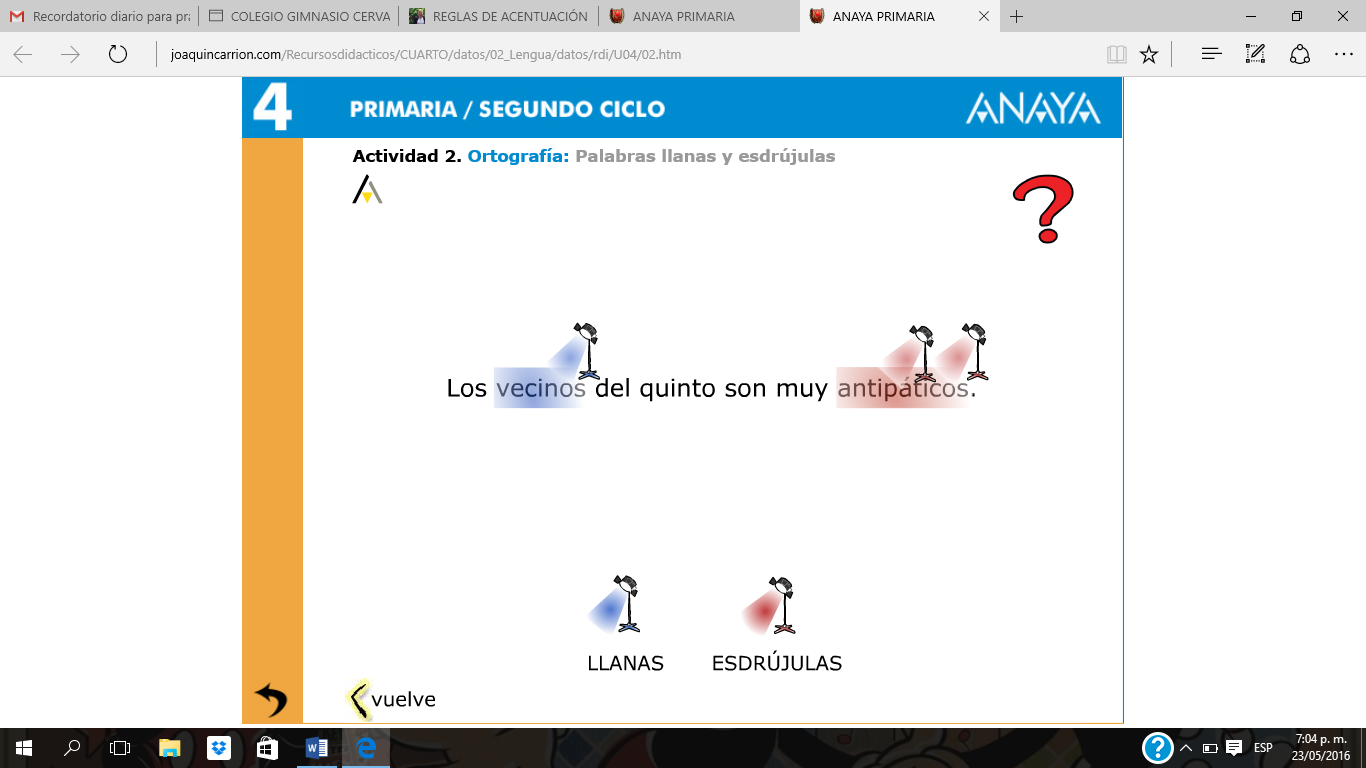 Recordatorio diario para pra
COLEGIO GIMNASIO CERVA
REGLAS DE ACENTUACIÓN
ANAYA PRIMARIA
ANAYA PRIMARIA
joaquincarrion.com/Recursosdidacticos/CUARTO/datos/02_Lengua/datos/rdi/U04/02.htm
4 PRIMARIA / SEGUNDO CICLO ANAYA
Actividad 2. Ortografía: Palabras llanas y esdrújulas
?
Los vecinos del quinto son muy antipáticos.
LLANAS ESDRÚJULAS
vuelve
ESP
7:04 p. m.
23/05/2016